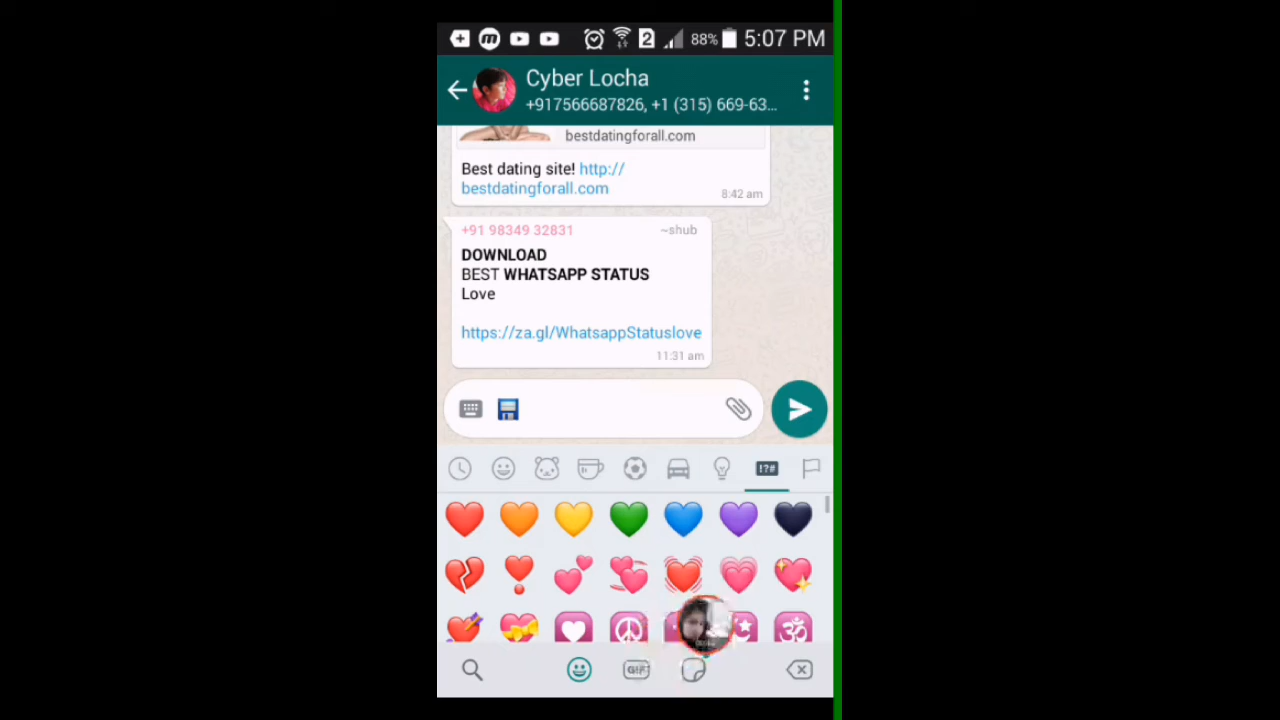 88% 5:07 PM
Cyber Locha
+917566687826, +1 (315) 669-63...
bestdatingforall.com
Best dating site! http://
bestdatingforall.com
8:42 am
+91 98349 32831 ~shub
DOWNLOAD
BEST WHATSAPP STATUS
Love
https://za.gl/WhatsappStatuslove
11:31 am
!?#
GIF